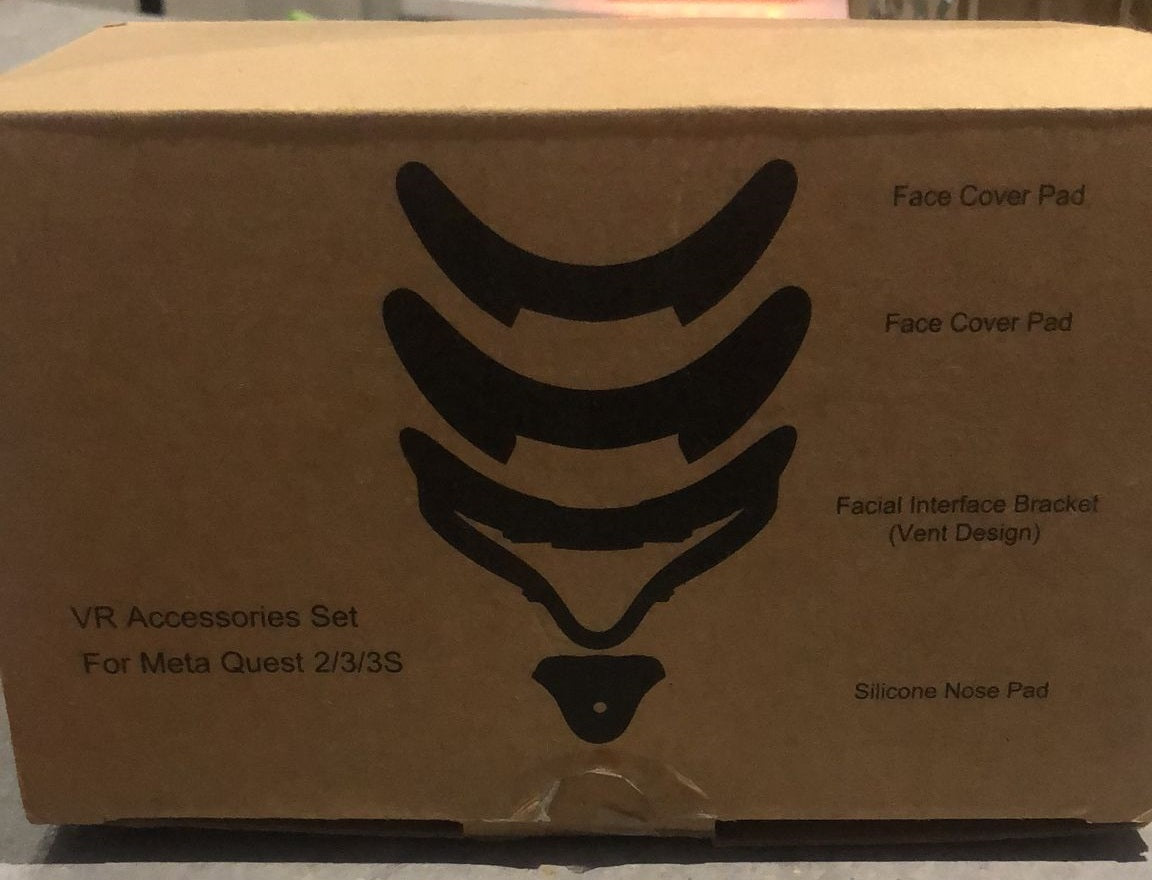 Face Cover Pad
Face Cover Pad
Facial Interface Bracket
(Vent Design)
VR Accessories Set
For Meta Quest 2/3/3S
Silicone Nose Pad